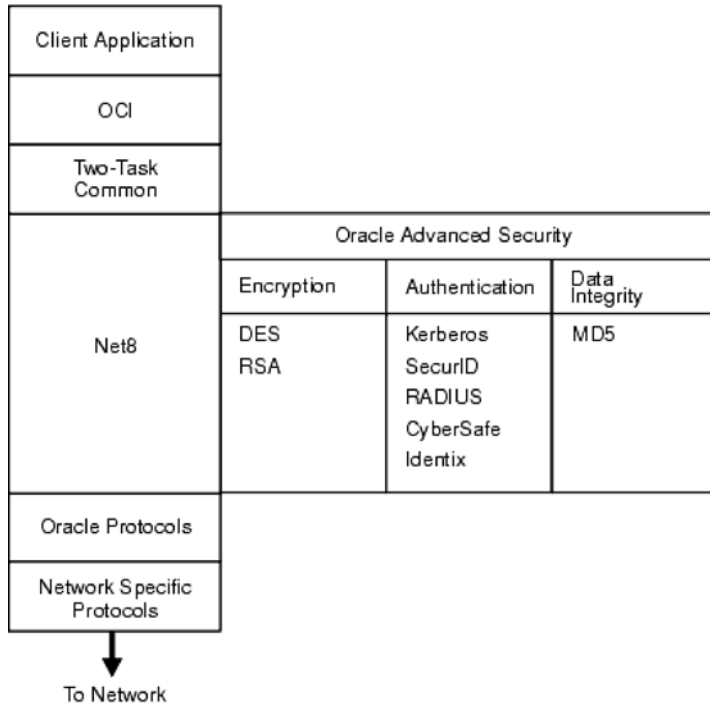 Client Application
OCI
Two-Task
Common
Net8
Oracle Advanced Security
Encryption
Authentication
Data
Integrity
DES
RSA
Kerberos
SecurID
RADIUS
CyberSafe
Identix
MD5
Oracle Protocols
Network Specific
Protocols
To Network